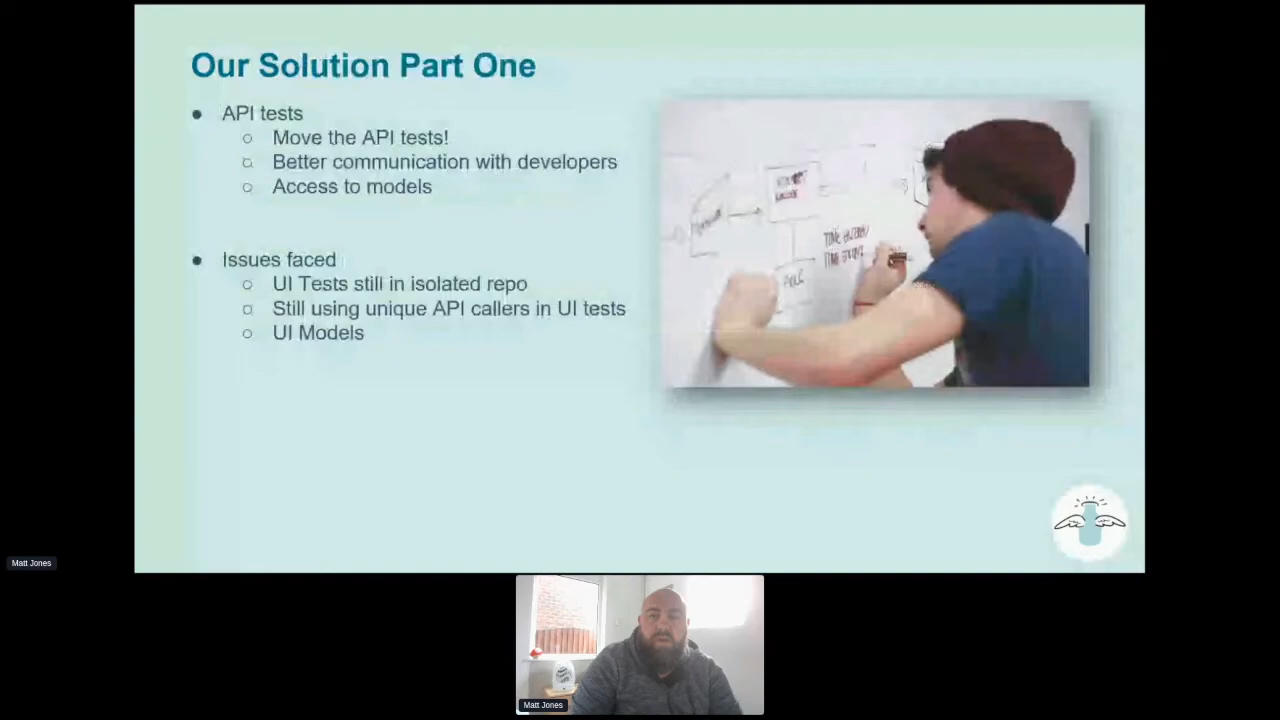 Our Solution Part One
● API tests
○ Move the API tests!
○ Better communication with developers
○ Access to models
● Issues faced
○ UI Tests still in isolated repo
○ Still using unique API callers in UI tests
○ UI Models
Matt Jones
Matt Jones